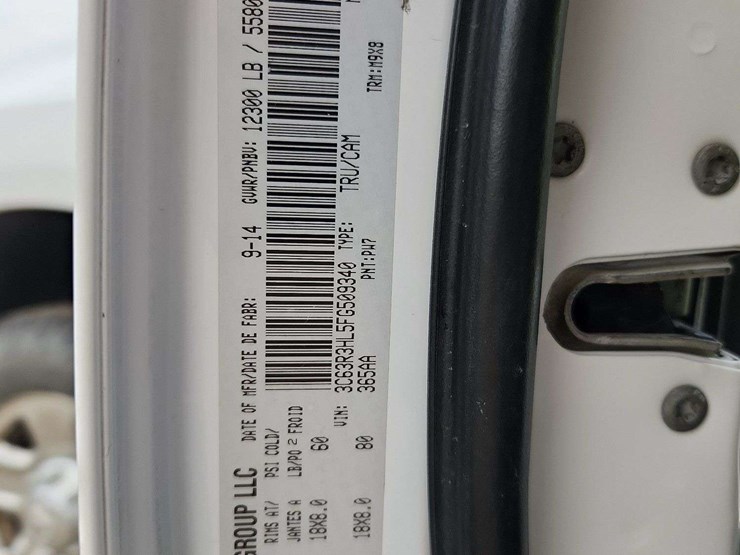 GROUP LLC DATE OF MFR/DATE DE FABR: 9-14 GVWR/PNBV: 12300 LB / 5580
RIMS AT/ PSI COLD/
JANTES A LB/PO 2 FROID
18X8.0 60
VIN: 3C63R3HL5FG509340 TYPE: TRU/CAM
365AA PNT:PW7 TRM:M9X8
18X8.0 80